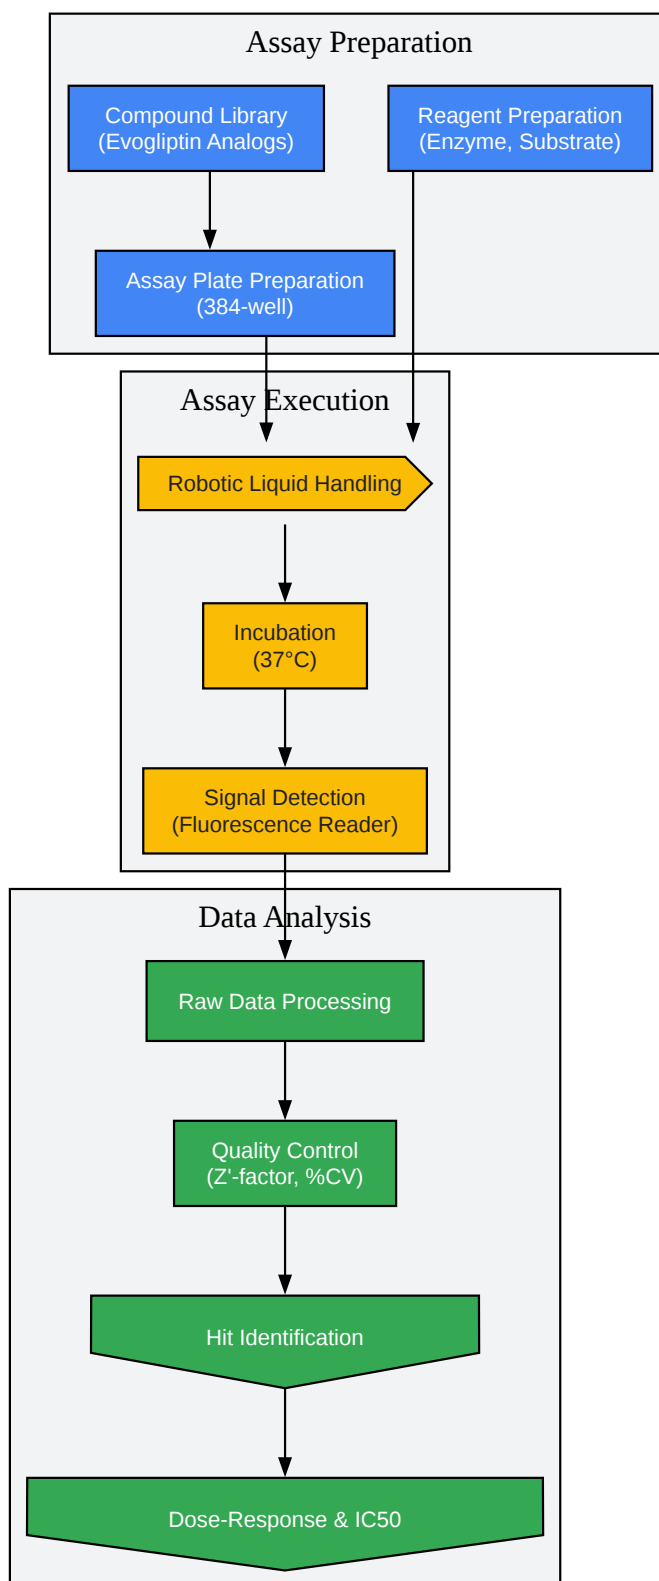 Assay Preparation
Compound Library
(Evogliptin Analogs)
Reagent Preparation
(Enzyme, Substrate)
Assay Plate Preparation
(384-well)
Assay Execution
Robotic Liquid Handling
Incubation
(37°C)
Signal Detection
(Fluorescence Reader)
Data Analysis
Raw Data Processing
Quality Control
(Z'-factor, %CV)
Hit Identification
Dose-Response & IC50